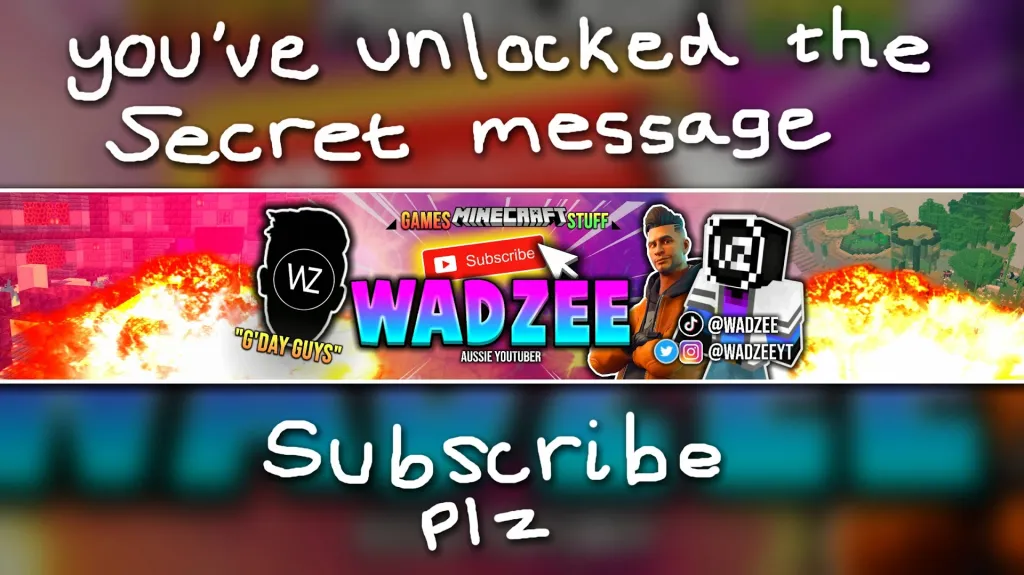 you've unlocked the
Secret message
GAMES MINECRAFT STUFF
Subscribe
WZ
WZ
WADZEE
"G'DAY GUYS"
AUSSIE YOUTUBER
@WADZEE
@WADZEEYT
Subscribe
plz